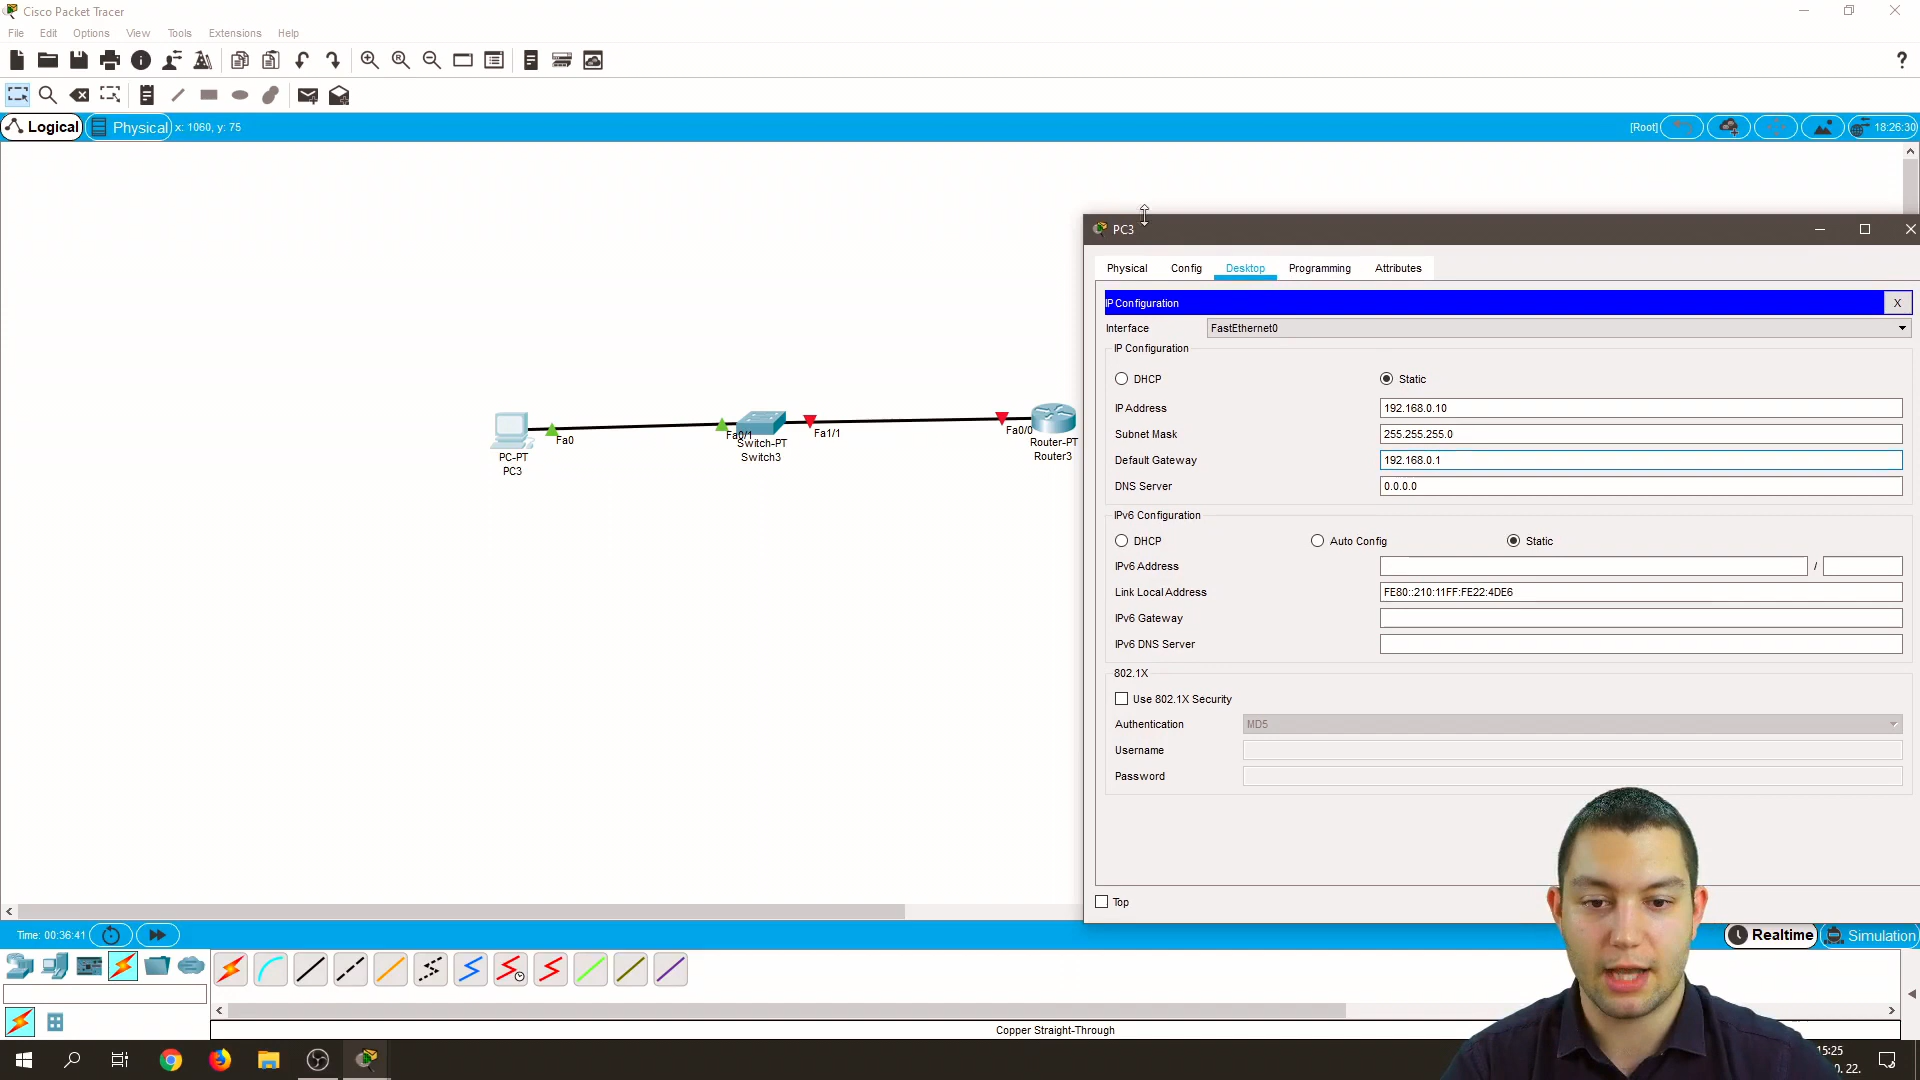 Cisco Packet Tracer
File Edit Options View Tools Extensions Help
Logical Physical x: 1060, y: 75 [Root] 18:26:30
PC3
Physical Config Desktop Programming Attributes
IP Configuration X
Interface FastEthernet0
IP Configuration
DHCP Static
IP Address 192.168.0.10
Subnet Mask 255.255.255.0
Default Gateway 192.168.0.1
DNS Server 0.0.0.0
IPv6 Configuration
DHCP Auto Config Static
IPv6 Address /
Link Local Address FE80::210:11FF:FE22:4DE6
IPv6 Gateway
IPv6 DNS Server
802.1X
Use 802.1X Security
Authentication MD5
Username
Password
Top
Fa0 Fa0/1 Fa1/1 Fa0/0
PC-PT
PC3
Switch-PT
Switch3
Router-PT
Router3
Time: 00:36:41 Realtime Simulation
Copper Straight-Through
15:25
0. 22.